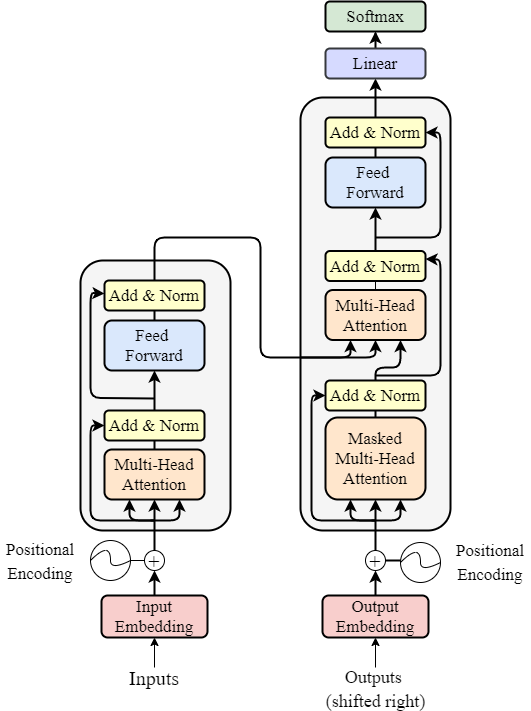 Softmax
Linear
Add & Norm
Feed
Forward
Add & Norm
Multi-Head
Attention
Add & Norm
Masked
Multi-Head
Attention
Positional
Encoding
Output
Embedding
Outputs
(shifted right)
Add & Norm
Feed
Forward
Add & Norm
Multi-Head
Attention
Positional
Encoding
Input
Embedding
Inputs